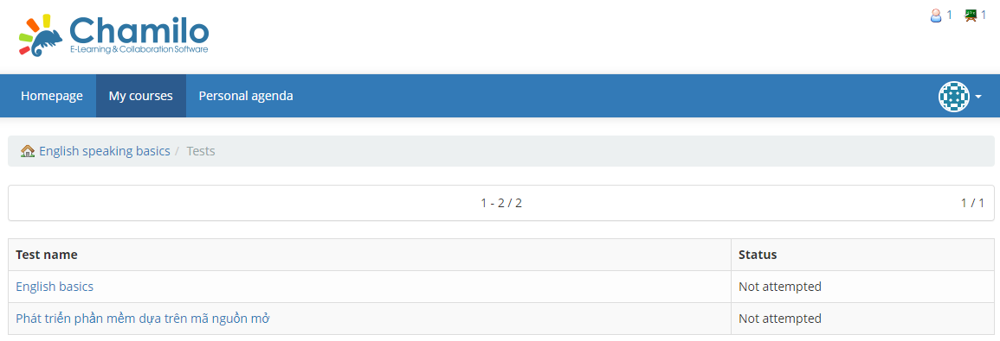 Chamilo
E-Learning & Collaboration Software
1 1
Homepage My courses Personal agenda
English speaking basics / Tests
1 - 2 / 2 1 / 1
Test name Status
English basics Not attempted
Phát triển phần mềm dựa trên mã nguồn mở Not attempted